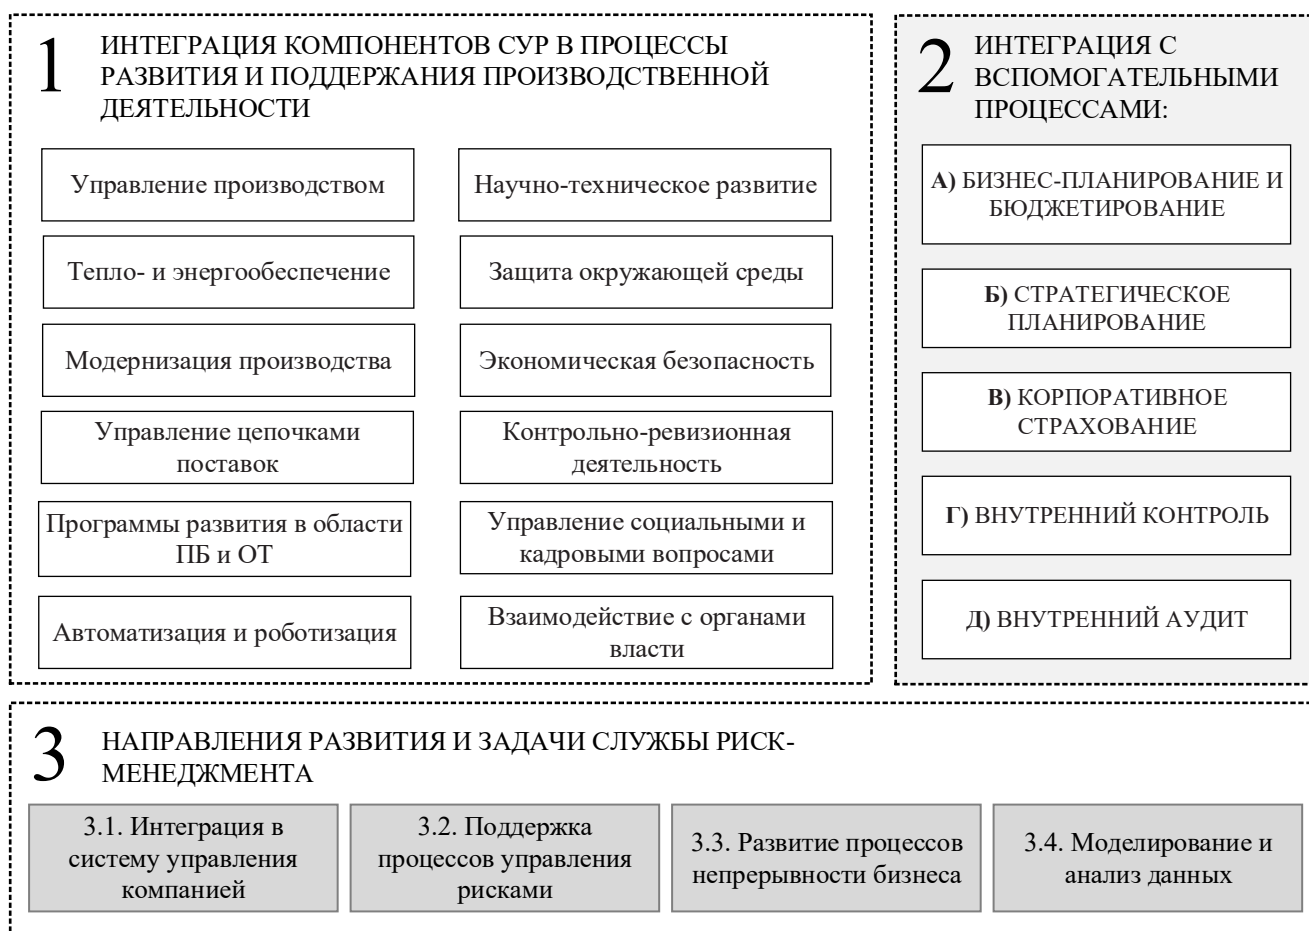 1
ИНТЕГРАЦИЯ КОМПОНЕНТОВ СУР В ПРОЦЕССЫ
РАЗВИТИЯ И ПОДДЕРЖАНИЯ ПРОИЗВОДСТВЕННОЙ
ДЕЯТЕЛЬНОСТИ
Управление производством
Научно-техническое развитие
Тепло- и энергообеспечение
Защита окружающей среды
Модернизация производства
Экономическая безопасность
Управление цепочками
поставок
Контрольно-ревизионная
деятельность
Программы развития в области
ПБ и ОТ
Управление социальными и
кадровыми вопросами
Автоматизация и роботизация
Взаимодействие с органами
власти
2
ИНТЕГРАЦИЯ С
ВСПОМОГАТЕЛЬНЫМИ
ПРОЦЕССАМИ:
А) БИЗНЕС-ПЛАНИРОВАНИЕ И
БЮДЖЕТИРОВАНИЕ
Б) СТРАТЕГИЧЕСКОЕ
ПЛАНИРОВАНИЕ
В) КОРПОРАТИВНОЕ
СТРАХОВАНИЕ
Г) ВНУТРЕННИЙ КОНТРОЛЬ
Д) ВНУТРЕННИЙ АУДИТ
3
НАПРАВЛЕНИЯ РАЗВИТИЯ И ЗАДАЧИ СЛУЖБЫ РИСК-
МЕНЕДЖМЕНТА
3.1. Интеграция в
систему управления
компанией
3.2. Поддержка
процессов управления
рисками
3.3. Развитие процессов
непрерывности бизнеса
3.4. Моделирование и
анализ данных